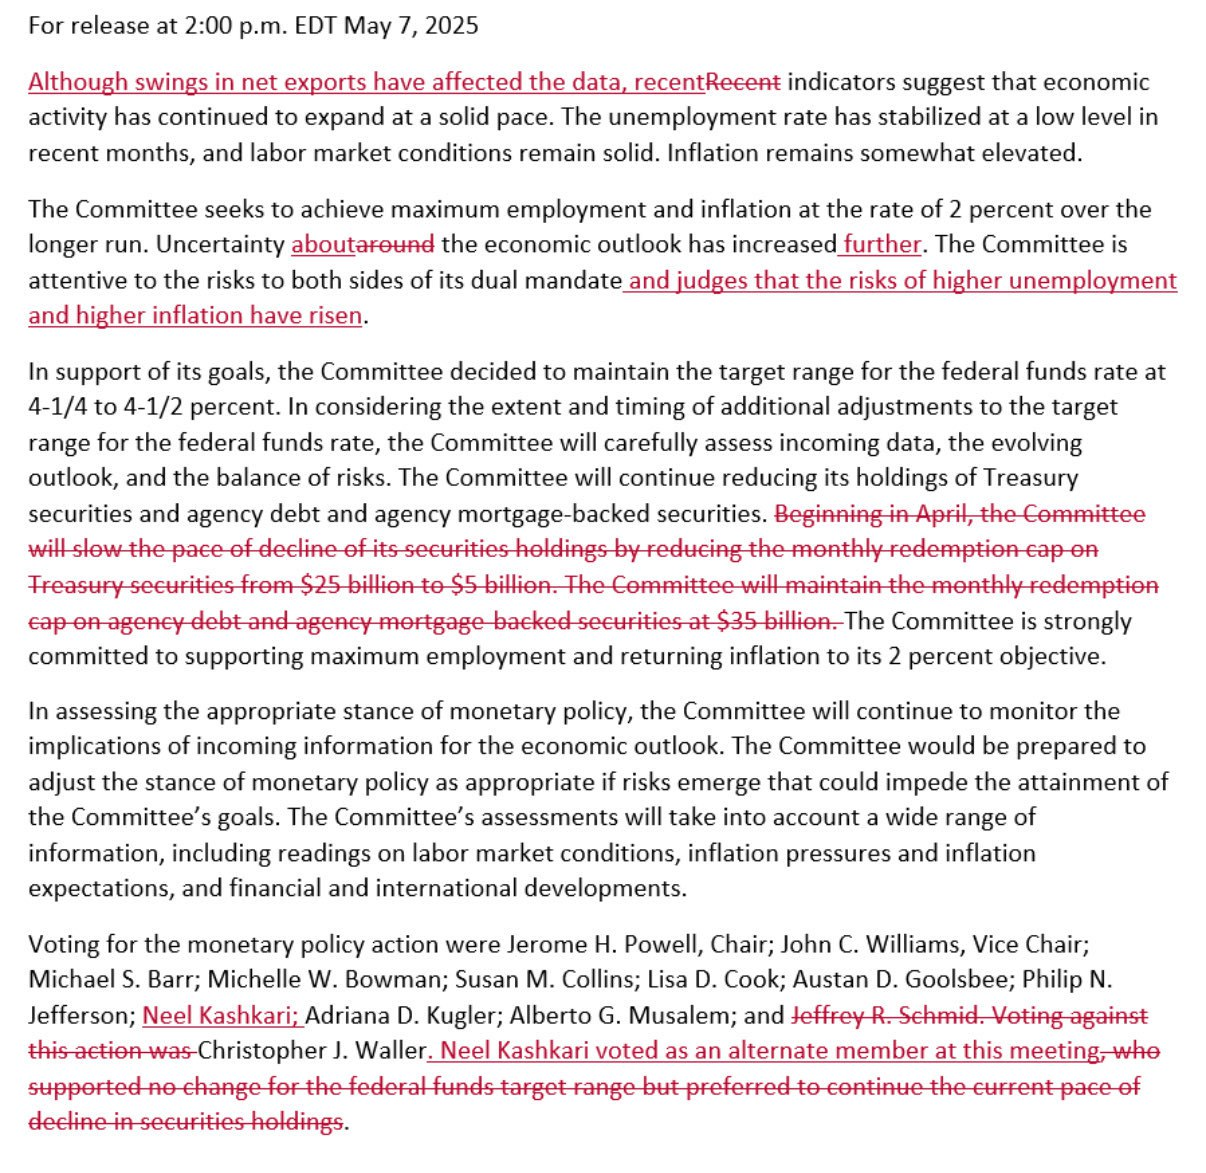 For release at 2:00 p.m. EDT May 7, 2025
Although swings in net exports have affected the data, recentRecent indicators suggest that economic
activity has continued to expand at a solid pace. The unemployment rate has stabilized at a low level in
recent months, and labor market conditions remain solid. Inflation remains somewhat elevated.
The Committee seeks to achieve maximum employment and inflation at the rate of 2 percent over the
longer run. Uncertainty aboutaround the economic outlook has increased further. The Committee is
attentive to the risks to both sides of its dual mandate and judges that the risks of higher unemployment
and higher inflation have risen.
In support of its goals, the Committee decided to maintain the target range for the federal funds rate at
4-1/4 to 4-1/2 percent. In considering the extent and timing of additional adjustments to the target
range for the federal funds rate, the Committee will carefully assess incoming data, the evolving
outlook, and the balance of risks. The Committee will continue reducing its holdings of Treasury
securities and agency debt and agency mortgage-backed securities. Beginning in April, the Committee
will slow the pace of decline of its securities holdings by reducing the monthly redemption cap on
Treasury securities from $25 billion to $5 billion. The Committee will maintain the monthly redemption
cap on agency debt and agency mortgage-backed securities at $35 billion. The Committee is strongly
committed to supporting maximum employment and returning inflation to its 2 percent objective.
In assessing the appropriate stance of monetary policy, the Committee will continue to monitor the
implications of incoming information for the economic outlook. The Committee would be prepared to
adjust the stance of monetary policy as appropriate if risks emerge that could impede the attainment of
the Committee's goals. The Committee's assessments will take into account a wide range of
information, including readings on labor market conditions, inflation pressures and inflation
expectations, and financial and international developments.
Voting for the monetary policy action were Jerome H. Powell, Chair; John C. Williams, Vice Chair;
Michael S. Barr; Michelle W. Bowman; Susan M. Collins; Lisa D. Cook; Austan D. Goolsbee; Philip N.
Jefferson; Neel Kashkari; Adriana D. Kugler; Alberto G. Musalem; and Jeffrey R. Schmid. Voting against
this action was Christopher J. Waller. Neel Kashkari voted as an alternate member at this meeting, who
supported no change for the federal funds target range but preferred to continue the current pace of
decline in securities holdings.